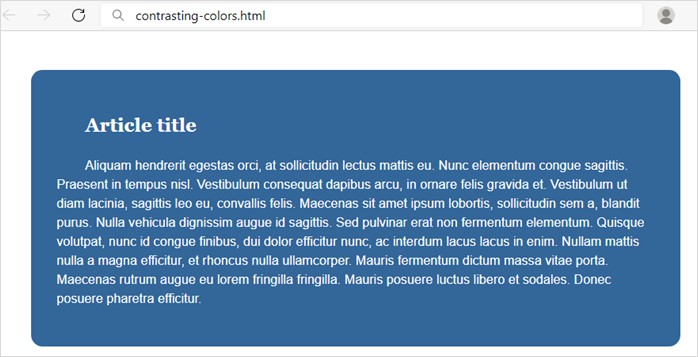 contrasting-colors.html
Article title
Aliquam hendrerit egestas orci, at sollicitudin lectus mattis eu. Nunc elementum congue sagittis.
Praesent in tempus nisl. Vestibulum consequat dapibus arcu, in ornare felis gravida et. Vestibulum ut
diam lacinia, sagittis leo eu, convallis felis. Maecenas sit amet ipsum lobortis, sollicitudin sem a, blandit
purus. Nulla vehicula dignissim augue id sagittis. Sed pulvinar erat non fermentum elementum. Quisque
volutpat, nunc id congue finibus, dui dolor efficitur nunc, ac interdum lacus lacus in enim. Nullam mattis
nulla a magna efficitur, et rhoncus nulla ullamcorper. Mauris fermentum dictum massa vitae porta.
Maecenas rutrum augue eu lorem fringilla fringilla. Mauris posuere luctus libero et sodales. Donec
posuere pharetra efficitur.